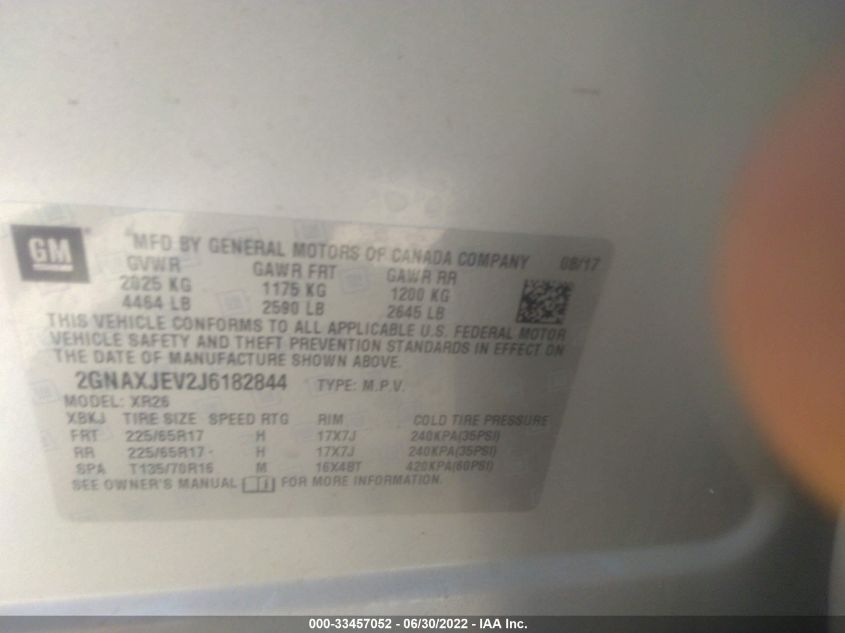 GM
MFD BY GENERAL MOTORS OF CANADA COMPANY 08/17
GVWR GAWR FRT GAWR RR
2025 KG 1175 KG 1200 KG
4464 LB 2590 LB 2645 LB
THIS VEHICLE CONFORMS TO ALL APPLICABLE U.S. FEDERAL MOTOR
VEHICLE SAFETY AND THEFT PREVENTION STANDARDS IN EFFECT ON
THE DATE OF MANUFACTURE SHOWN ABOVE.
2GNAXJEV2J6182844 TYPE: M.P.V.
MODEL: XR26
XBKJ TIRE SIZE SPEED RTG RIM COLD TIRE PRESSURE
FRT 225/65R17 H 17X7J 240KPA(35PSI)
RR 225/65R17 H 17X7J 240KPA(35PSI)
SPA T135/70R16 M 16X4BT 420KPA(60PSI)
SEE OWNER'S MANUAL FOR MORE INFORMATION.
000-33457052 - 06/30/2022 - IAA Inc.